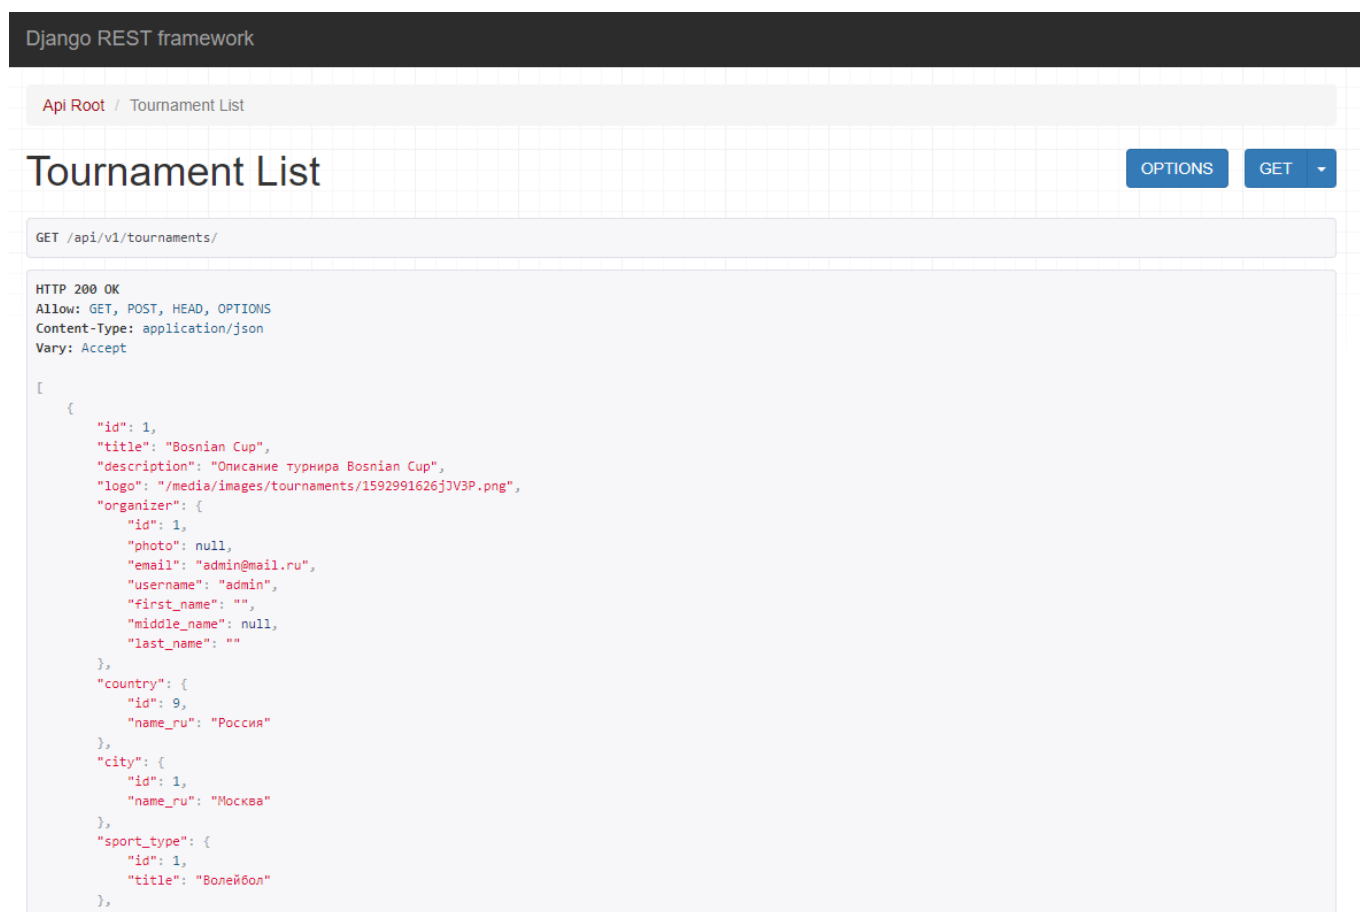 Django REST framework
Api Root / Tournament List
Tournament List
OPTIONS GET
GET /api/v1/tournaments/
HTTP 200 OK
Allow: GET, POST, HEAD, OPTIONS
Content-Type: application/json
Vary: Accept
[
    {
        "id": 1,
        "title": "Bosnian Cup",
        "description": "Описание турнира Bosnian Cup",
        "logo": "/media/images/tournaments/1592991626jJV3P.png",
        "organizer": {
            "id": 1,
            "photo": null,
            "email": "admin@mail.ru",
            "username": "admin",
            "first_name": "",
            "middle_name": null,
            "last_name": ""
        },
        "country": {
            "id": 9,
            "name_ru": "Россия"
        },
        "city": {
            "id": 1,
            "name_ru": "Москва"
        },
        "sport_type": {
            "id": 1,
            "title": "Волейбол"
        },